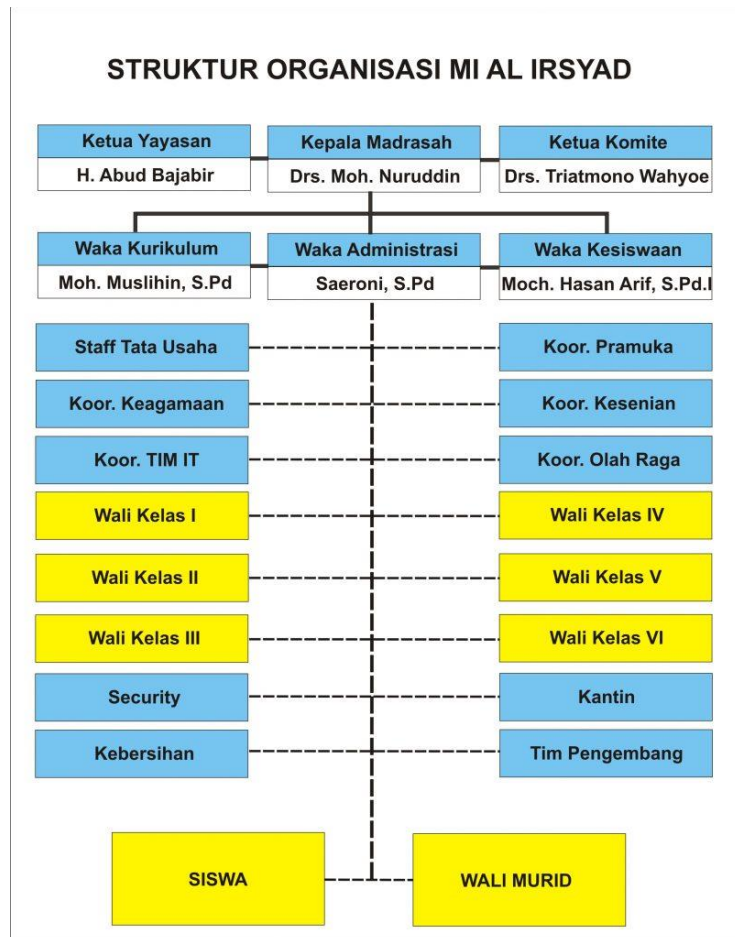 STRUKTUR ORGANISASI MI AL IRSYAD
Ketua Yayasan
H. Abud Bajabir
Kepala Madrasah
Drs. Moh. Nuruddin
Ketua Komite
Drs. Triatmono Wahyoe
Waka Kurikulum
Moh. Muslihin, S.Pd
Waka Administrasi
Saeroni, S.Pd
Waka Kesiswaan
Moch. Hasan Arif, S.Pd.I
Staff Tata Usaha
Koor. Pramuka
Koor. Keagamaan
Koor. Kesenian
Koor. TIM IT
Koor. Olah Raga
Wali Kelas I
Wali Kelas IV
Wali Kelas II
Wali Kelas V
Wali Kelas III
Wali Kelas VI
Security
Kantin
Kebersihan
Tim Pengembang
SISWA
WALI MURID